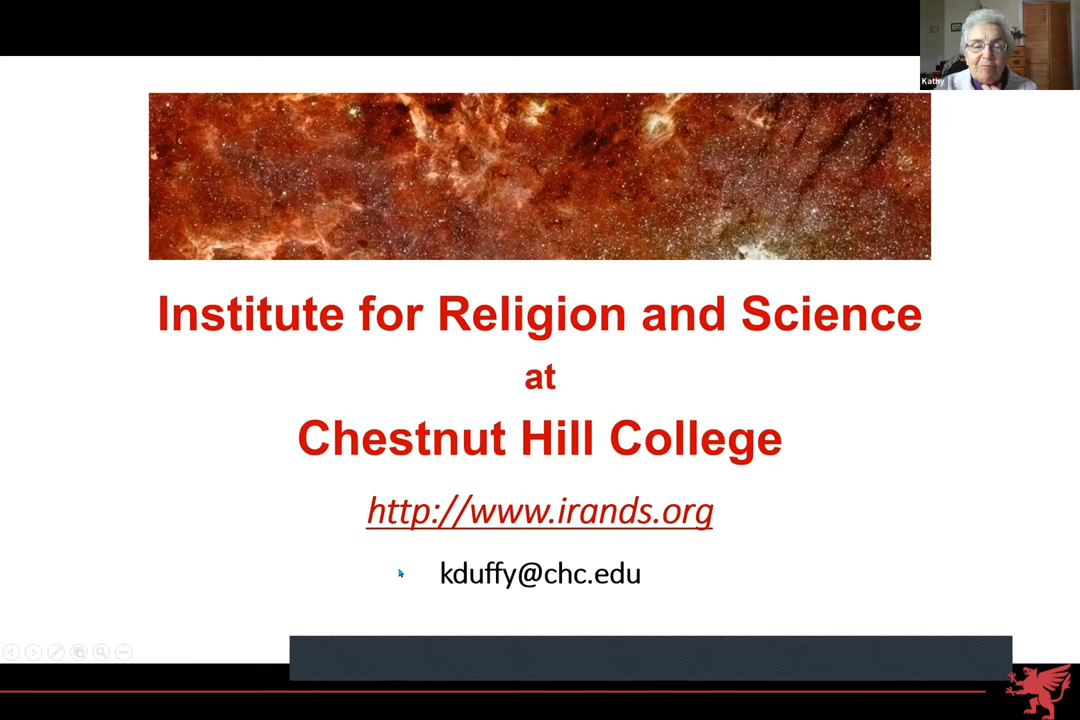 Kathy
Institute for Religion and Science
at
Chestnut Hill College
http://www.irands.org
kduffy@chc.edu